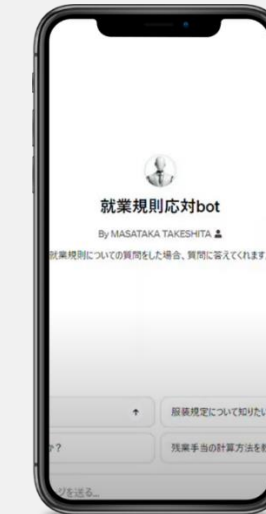 就業規則応対bot
By MASATAKA TAKESHITA
就業規則についての質問をした場合、質問に答えてくれます
服装規定について知りたい
か?
残業手当の計算方法を
ジを送る…